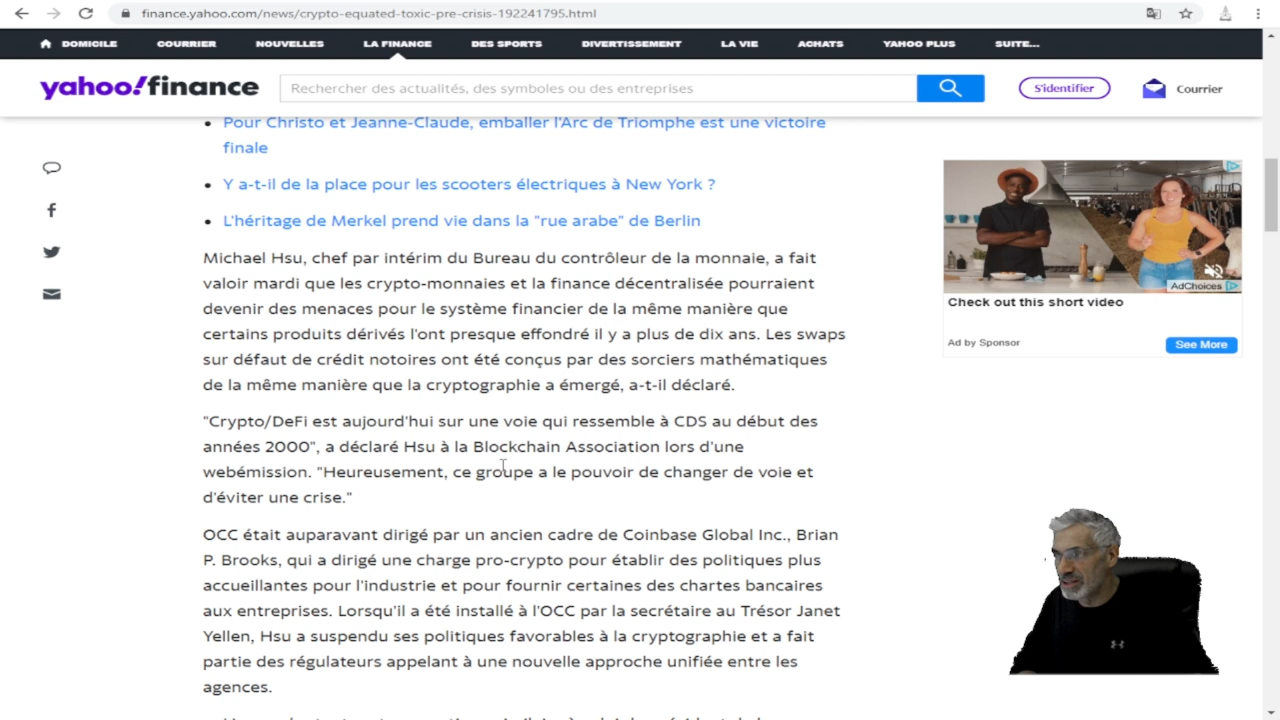 finance.yahoo.com/news/crypto-equated-toxic-pre-crisis-192241795.html
DOMICILE COURRIER NOUVELLES LA FINANCE DES SPORTS DIVERTISSEMENT LA VIE ACHATS YAHOO PLUS SUITE...
yahoo!finance
Rechercher des actualités, des symboles ou des entreprises
S'identifier
Courrier
Pour Christo et Jeanne-Claude, emballer l'Arc de Triomphe est une victoire
finale
Y a-t-il de la place pour les scooters électriques à New York ?
L'héritage de Merkel prend vie dans la "rue arabe" de Berlin
Michael Hsu, chef par intérim du Bureau du contrôleur de la monnaie, a fait
valoir mardi que les crypto-monnaies et la finance décentralisée pourraient
devenir des menaces pour le système financier de la même manière que
certains produits dérivés l'ont presque effondré il y a plus de dix ans. Les swaps
sur défaut de crédit notoires ont été conçus par des sorciers mathématiques
de la même manière que la cryptographie a émergé, a-t-il déclaré.
"Crypto/DeFi est aujourd'hui sur une voie qui ressemble à CDS au début des
années 2000", a déclaré Hsu à la Blockchain Association lors d'une
webémission. "Heureusement, ce groupe a le pouvoir de changer de voie et
d'éviter une crise."
OCC était auparavant dirigé par un ancien cadre de Coinbase Global Inc., Brian
P. Brooks, qui a dirigé une charge pro-crypto pour établir des politiques plus
accueillantes pour l'industrie et pour fournir certaines des chartes bancaires
aux entreprises. Lorsqu'il a été installé à l'OCC par la secrétaire au Trésor Janet
Yellen, Hsu a suspendu ses politiques favorables à la cryptographie et a fait
partie des régulateurs appelant à une nouvelle approche unifiée entre les
agences.
AdChoices
Check out this short video
Ad by Sponsor
See More